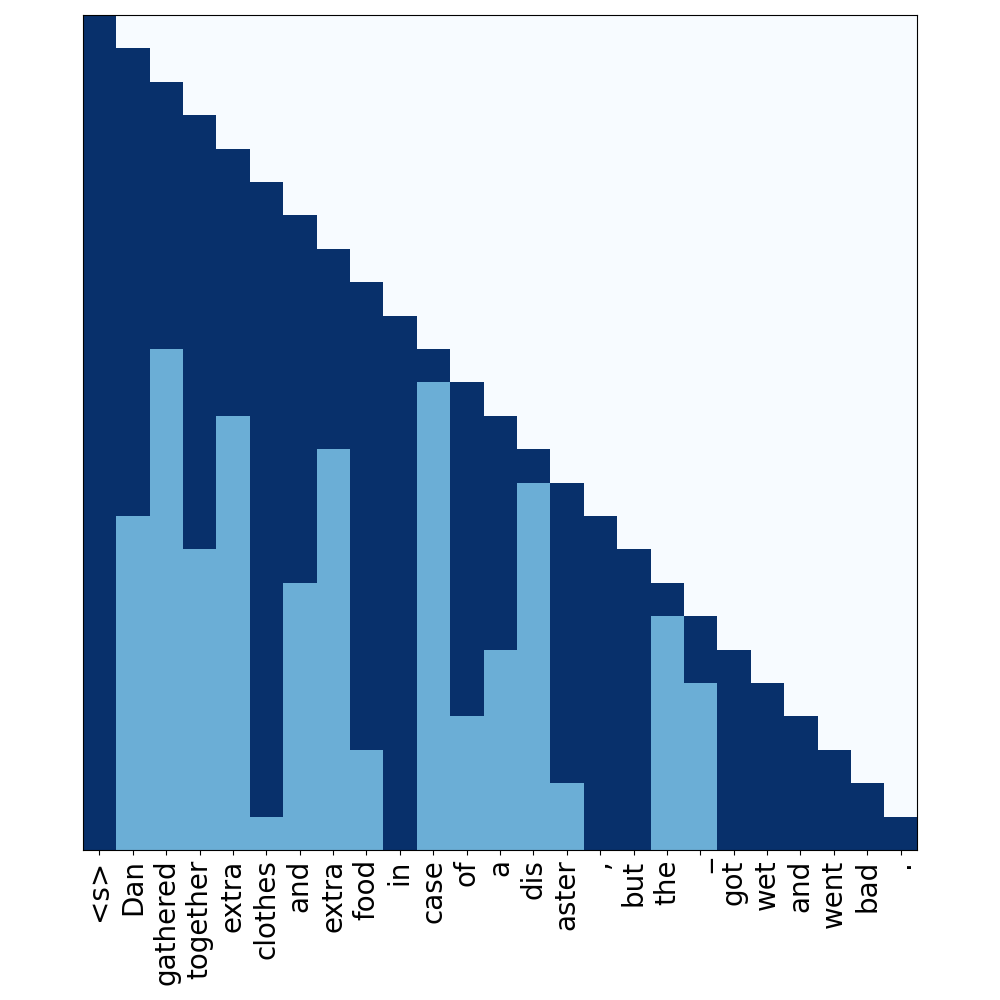 <s>
Dan
gathered
together
extra
clothes
and
extra
food
in
case
of
a
dis
aster
,
but
the
_
got
wet
and
went
bad
.